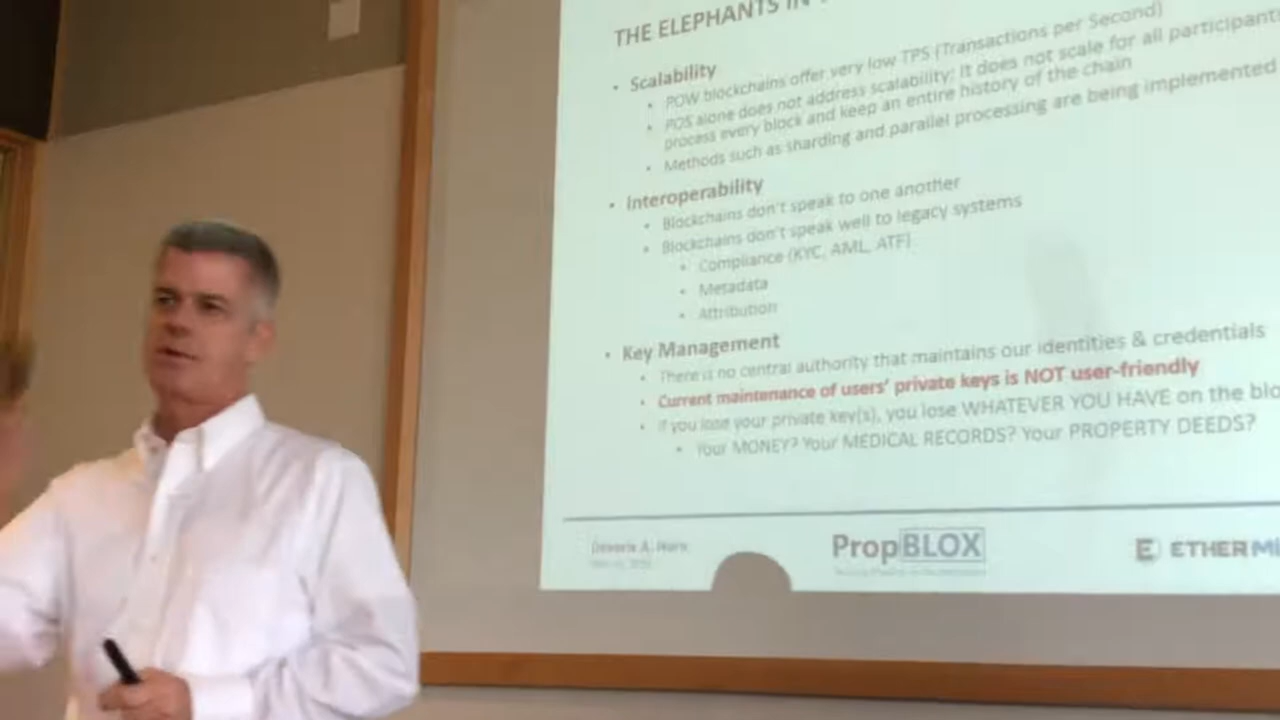 THE ELEPHANTS IN
• Scalability
• POW blockchains offer very low TPS (Transactions per Second)
• POS alone does not address scalability; it does not scale for all participants
process every block and keep an entire history of the chain
• Methods such as sharding and parallel processing are being implemented
• Interoperability
• Blockchains don't speak to one another
• Blockchains don't speak well to legacy systems
• Compliance (KYC, AML, ATF)
• Metadata
• Attribution
• Key Management
• There is no central authority that maintains our identities & credentials
• Current maintenance of users' private keys is NOT user-friendly
• If you lose your private key(s), you lose WHATEVER YOU HAVE on the
• Your MONEY? Your MEDICAL RECORDS? Your PROPERTY DEEDS?
PropBLOX